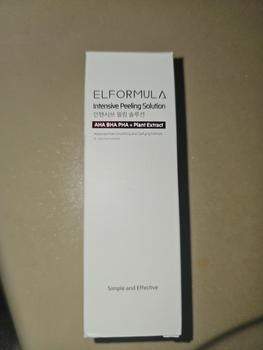 ELFORMULA
Intensive Peeling Solution
인텐시브 필링 솔루션
AHA BHA PHA + Plant Extract
Simple and Effective